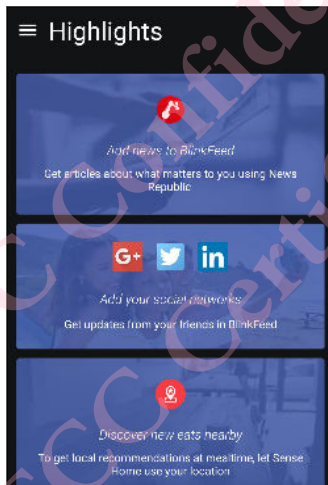 Highlights
Add news to BlinkFeed
Get articles about what matters to you using News
Republic
G+
in
Add your social networks
Get updates from your friends in BlinkFeed
Discover new eats nearby
To get local recommendations at mealtime, let Sense
Home use your location